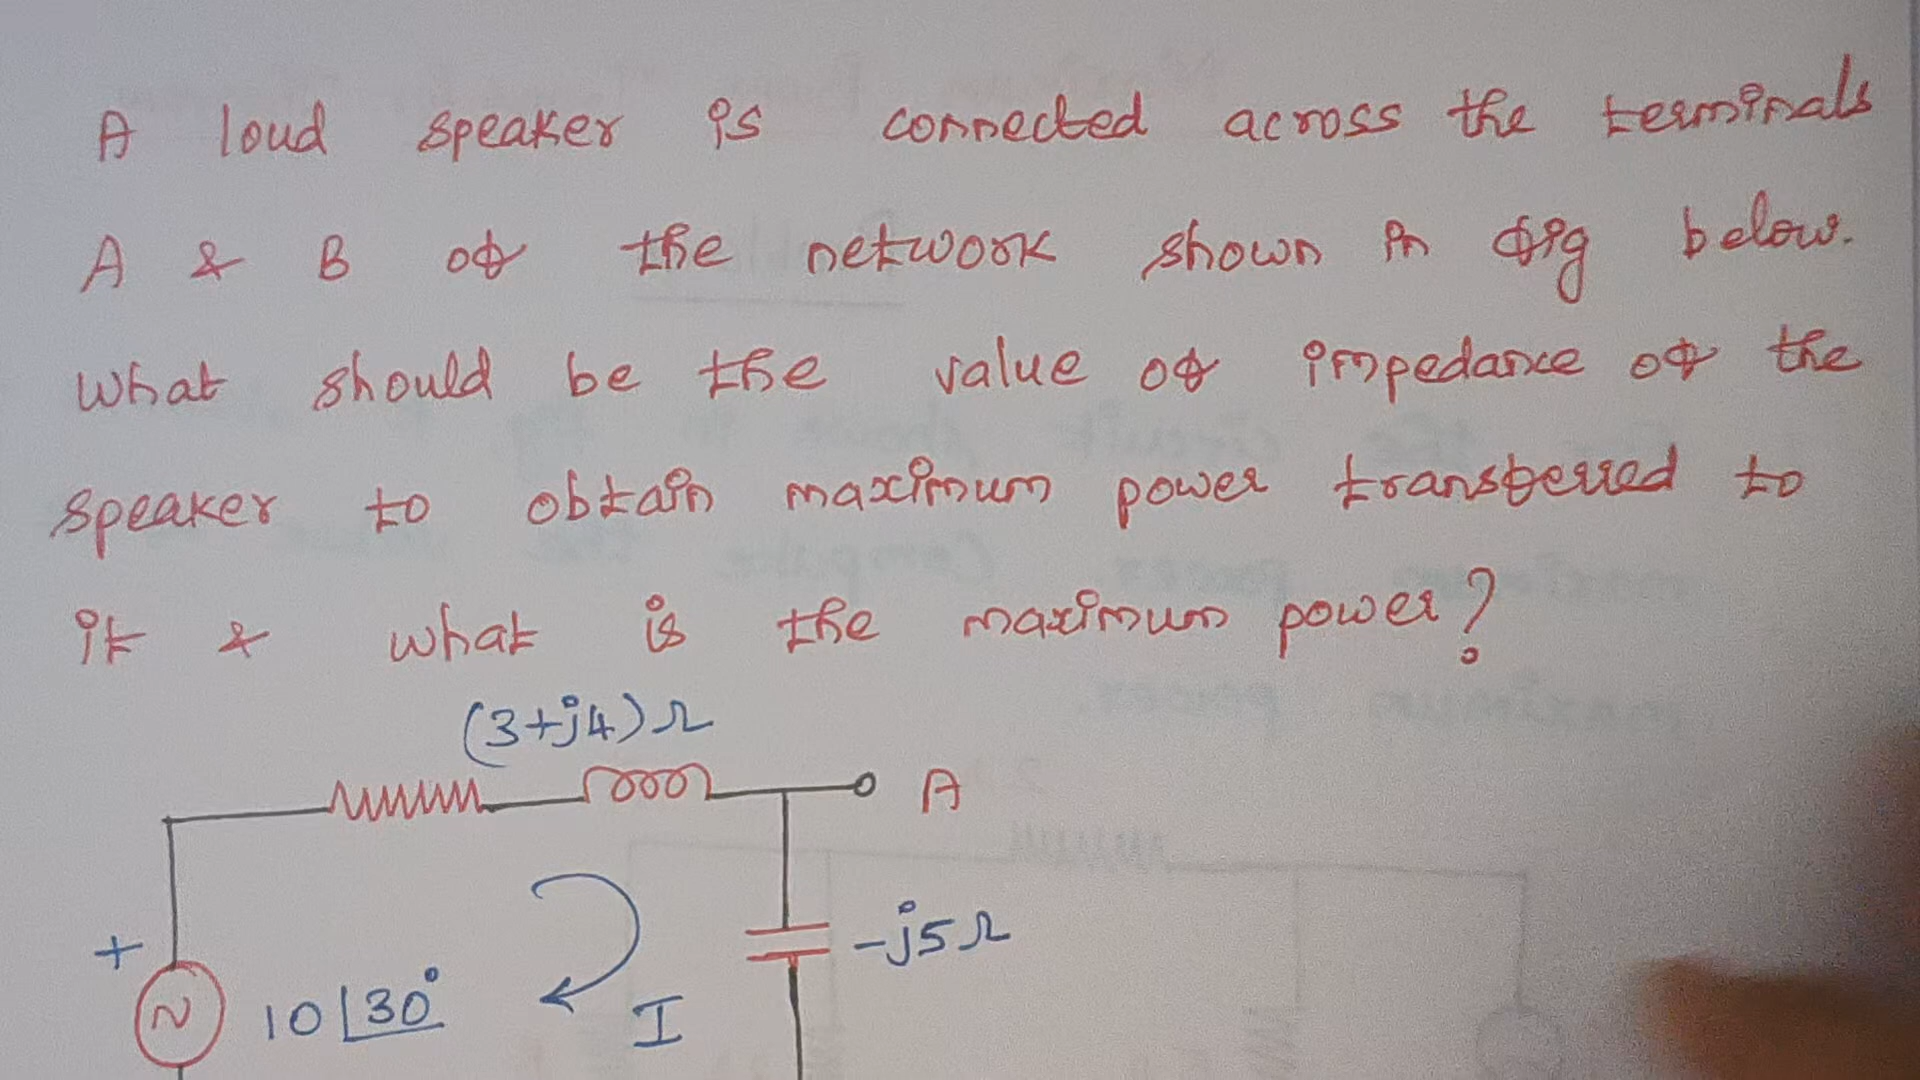 A loud speaker is connected across the terminals
A & B of the network shown in fig below.
What should be the value of impedance of the
speaker to obtain maximum power transferred to
it & what is the maximum power?
(3+j4)Ω
A
-j5Ω
+
10∠30°
I